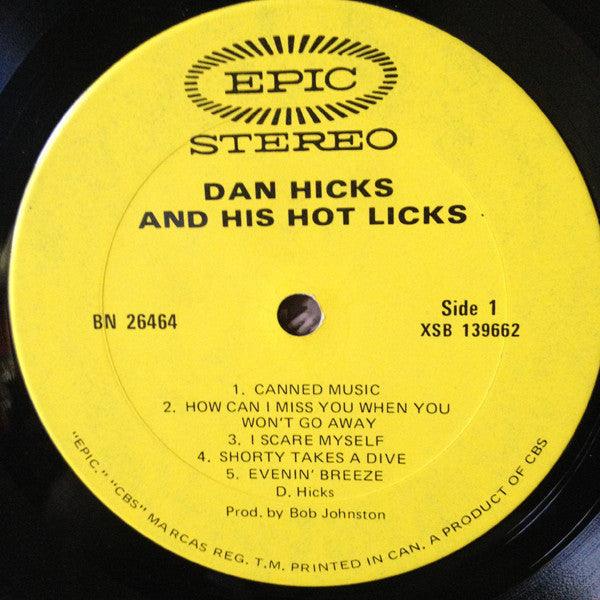 EPIC
STEREO
DAN HICKS
AND HIS HOT LICKS
BN 26464
Side 1
XSB 139662
1. CANNED MUSIC
2. HOW CAN I MISS YOU WHEN YOU
WON'T GO AWAY
3. I SCARE MYSELF
4. SHORTY TAKES A DIVE
5. EVENIN' BREEZE
D. Hicks
Prod. by Bob Johnston
"EPIC," "CBS" MARCAS REG. T.M. PRINTED IN CAN. A PRODUCT OF CBS